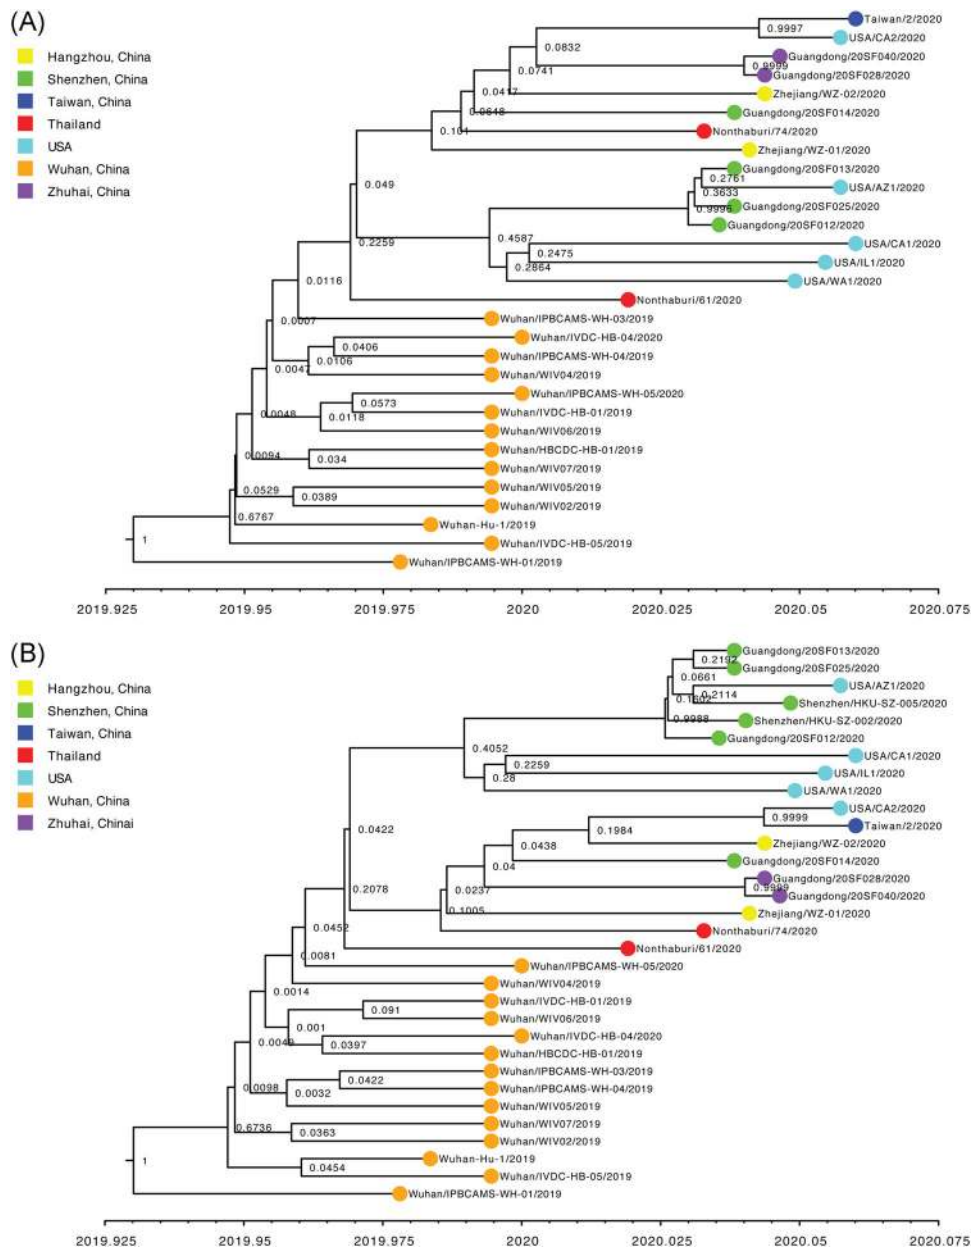 (A)
Hangzhou, China
Shenzhen, China
Taiwan, China
Thailand
USA
Wuhan, China
Zhuhai, China
Taiwan/2/2020
0.9997
USA/CA2/2020
0.0832
Guangdong/20SF040/2020
0.9999
Guangdong/20SF028/2020
0.0741
Zhejiang/WZ-02/2020
0.0417
Guangdong/20SF014/2020
0.0648
Nonthaburi/74/2020
0.101
Zhejiang/WZ-01/2020
Guangdong/20SF013/2020
0.2761
0.049
USA/AZ1/2020
0.3633
Guangdong/20SF025/2020
0.9996
Guangdong/20SF012/2020
0.4587
0.2259
USA/CA1/2020
0.2475
USA/IL1/2020
0.2864
0.0116
USA/WA1/2020
Nonthaburi/61/2020
0.0007
Wuhan/IPBCAMS-WH-03/2019
Wuhan/IVDC-HB-04/2020
0.0406
Wuhan/IPBCAMS-WH-04/2019
0.0106
0.0047
Wuhan/WIV04/2019
Wuhan/IPBCAMS-WH-05/2020
0.0573
Wuhan/IVDC-HB-01/2019
0.0048
0.0118
Wuhan/WIV06/2019
Wuhan/HBCDC-HB-01/2019
0.0094
0.034
Wuhan/WIV07/2019
Wuhan/WIV05/2019
0.0529
0.0389
Wuhan/WIV02/2019
0.6767
Wuhan-Hu-1/2019
1
Wuhan/IVDC-HB-05/2019
Wuhan/IPBCAMS-WH-01/2019
2019.925 2019.95 2019.975 2020 2020.025 2020.05 2020.075
(B)
Hangzhou, China
Shenzhen, China
Taiwan, China
Thailand
USA
Wuhan, China
Zhuhai, Chinai
Guangdong/20SF013/2020
0.2192
Guangdong/20SF025/2020
0.0661
USA/AZ1/2020
0.2114
0.1602
Shenzhen/HKU-SZ-005/2020
0.9988
Shenzhen/HKU-SZ-002/2020
Guangdong/20SF012/2020
0.4052
USA/CA1/2020
0.2259
USA/IL1/2020
0.28
USA/WA1/2020
USA/CA2/2020
0.9999
Taiwan/2/2020
0.1984
0.0422
Zhejiang/WZ-02/2020
0.0438
Guangdong/20SF014/2020
0.04
Guangdong/20SF028/2020
0.9999
0.2078
0.0237
Guangdong/20SF040/2020
0.1005
Zhejiang/WZ-01/2020
0.0452
Nonthaburi/74/2020
Nonthaburi/61/2020
0.0081
Wuhan/IPBCAMS-WH-05/2020
Wuhan/WIV04/2019
0.0014
Wuhan/IVDC-HB-01/2019
0.091
Wuhan/WIV06/2019
0.001
Wuhan/IVDC-HB-04/2020
0.0397
Wuhan/HBCDC-HB-01/2019
Wuhan/IPBCAMS-WH-03/2019
0.0422
0.0098
Wuhan/IPBCAMS-WH-04/2019
0.0032
Wuhan/WIV05/2019
Wuhan/WIV07/2019
0.6736
0.0363
Wuhan/WIV02/2019
Wuhan-Hu-1/2019
1
0.0454
Wuhan/IVDC-HB-05/2019
Wuhan/IPBCAMS-WH-01/2019
2019.925 2019.95 2019.975 2020 2020.025 2020.05 2020.075